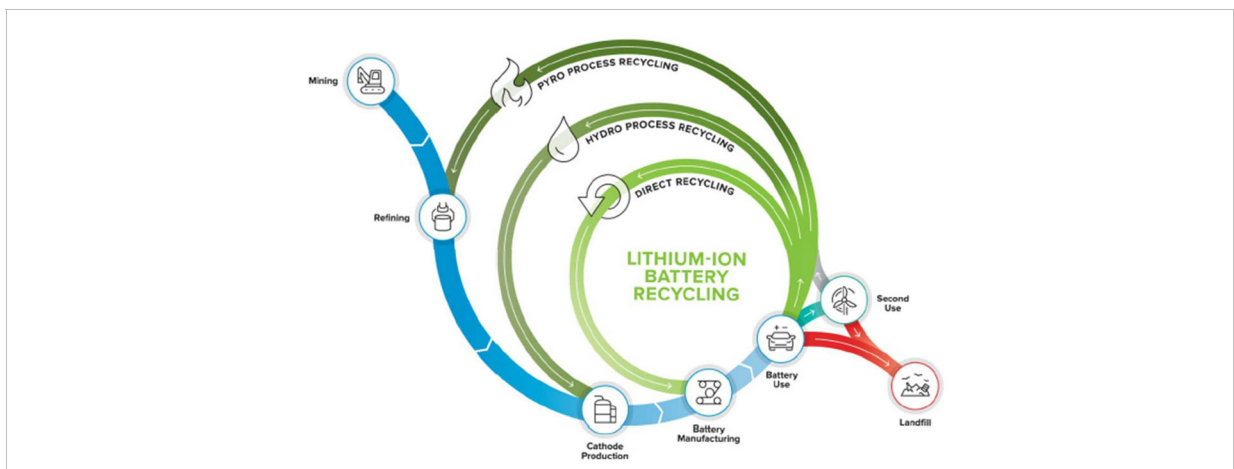 Mining
PYRO PROCESS RECYCLING
HYDRO PROCESS RECYCLING
DIRECT RECYCLING
Refining
LITHIUM-ION
BATTERY
RECYCLING
Second
Use
Battery
Use
Landfill
Battery
Manufacturing
Cathode
Production